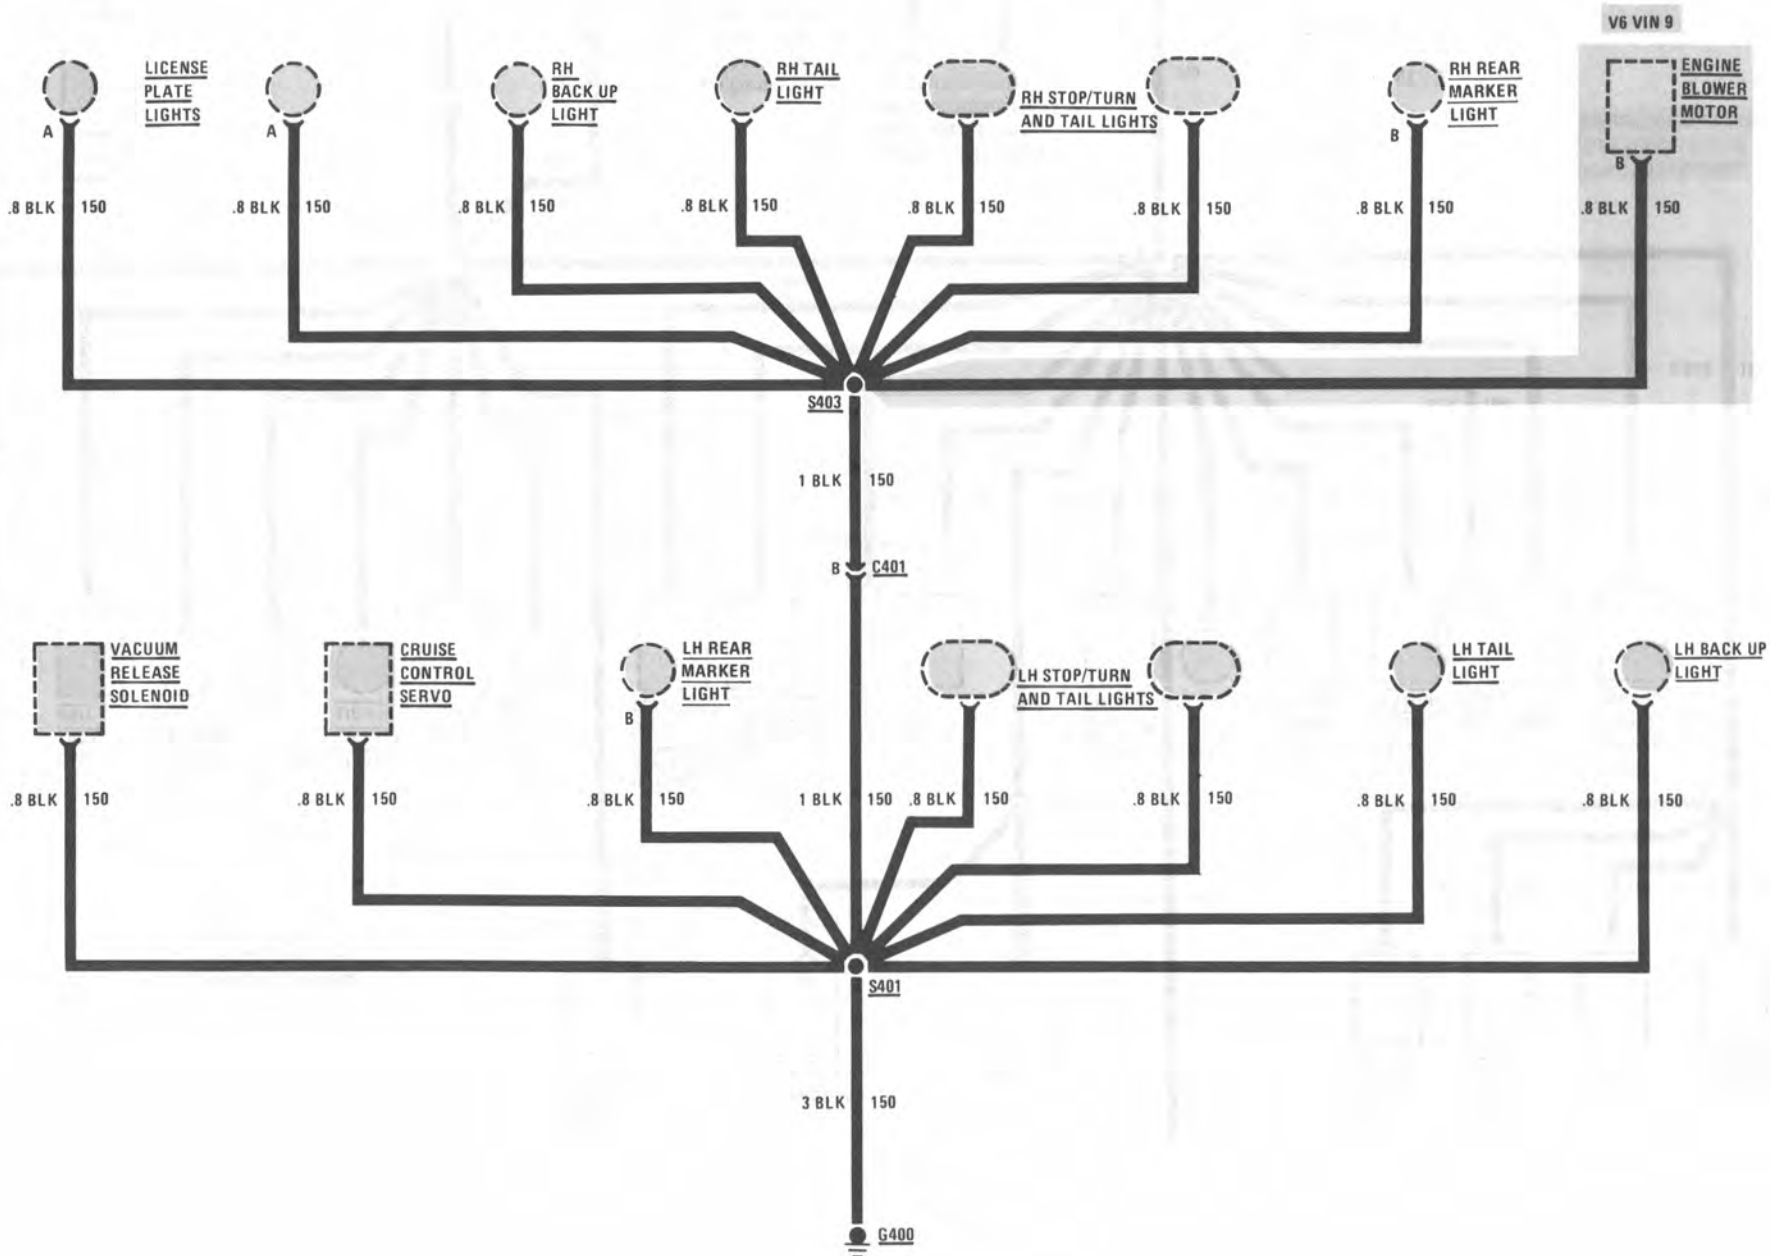 V6 VIN 9
LICENSE
PLATE
LIGHTS
RH
BACK UP
LIGHT
RH TAIL
LIGHT
RH STOP/TURN
AND TAIL LIGHTS
RH REAR
MARKER
LIGHT
ENGINE
BLOWER
MOTOR
A
A
B
B
.8 BLK 150
.8 BLK 150
.8 BLK 150
.8 BLK 150
.8 BLK 150
.8 BLK 150
.8 BLK 150
.8 BLK 150
S403
1 BLK 150
B C401
VACUUM
RELEASE
SOLENOID
CRUISE
CONTROL
SERVO
LH REAR
MARKER
LIGHT
LH STOP/TURN
AND TAIL LIGHTS
LH TAIL
LIGHT
LH BACK UP
LIGHT
B
.8 BLK 150
.8 BLK 150
.8 BLK 150
1 BLK 150
.8 BLK 150
.8 BLK 150
.8 BLK 150
.8 BLK 150
S401
3 BLK 150
G400